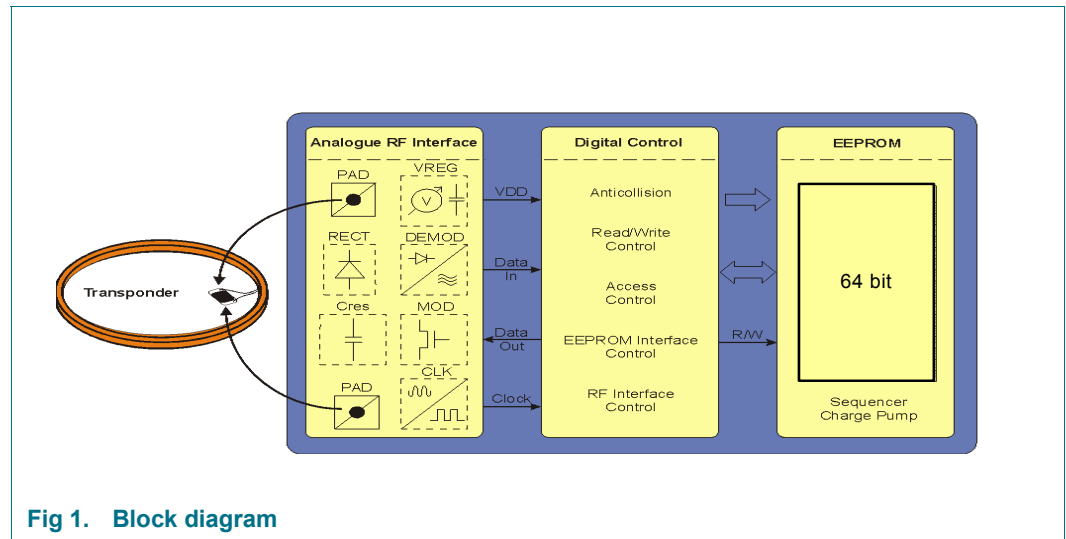 Analogue RF Interface
PAD
VREG
V
RECT
DEMOD
Cres
MOD
PAD
CLK
Transponder
VDD
Data
In
Data
Out
Clock
Digital Control
Anticollision
Read/Write
Control
Access
Control
EEPROM Interface
Control
RF Interface
Control
R/W
EEPROM
64 bit
Sequencer
Charge Pump
Fig 1. Block diagram